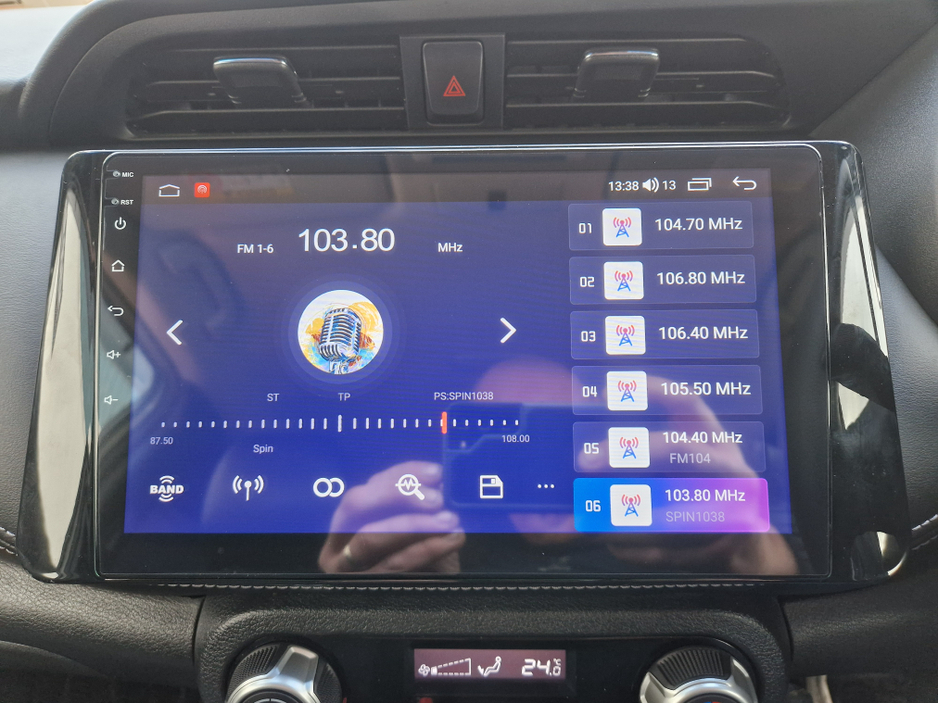 MIC
RST
13:38 13
FM 1-6 103.80 MHz
ST TP PS:SPIN1038
87.50 108.00
Spin
BAND
01 104.70 MHz
02 106.80 MHz
03 106.40 MHz
04 105.50 MHz
05 104.40 MHz
FM104
06 103.80 MHz
SPIN1038
24.0°C